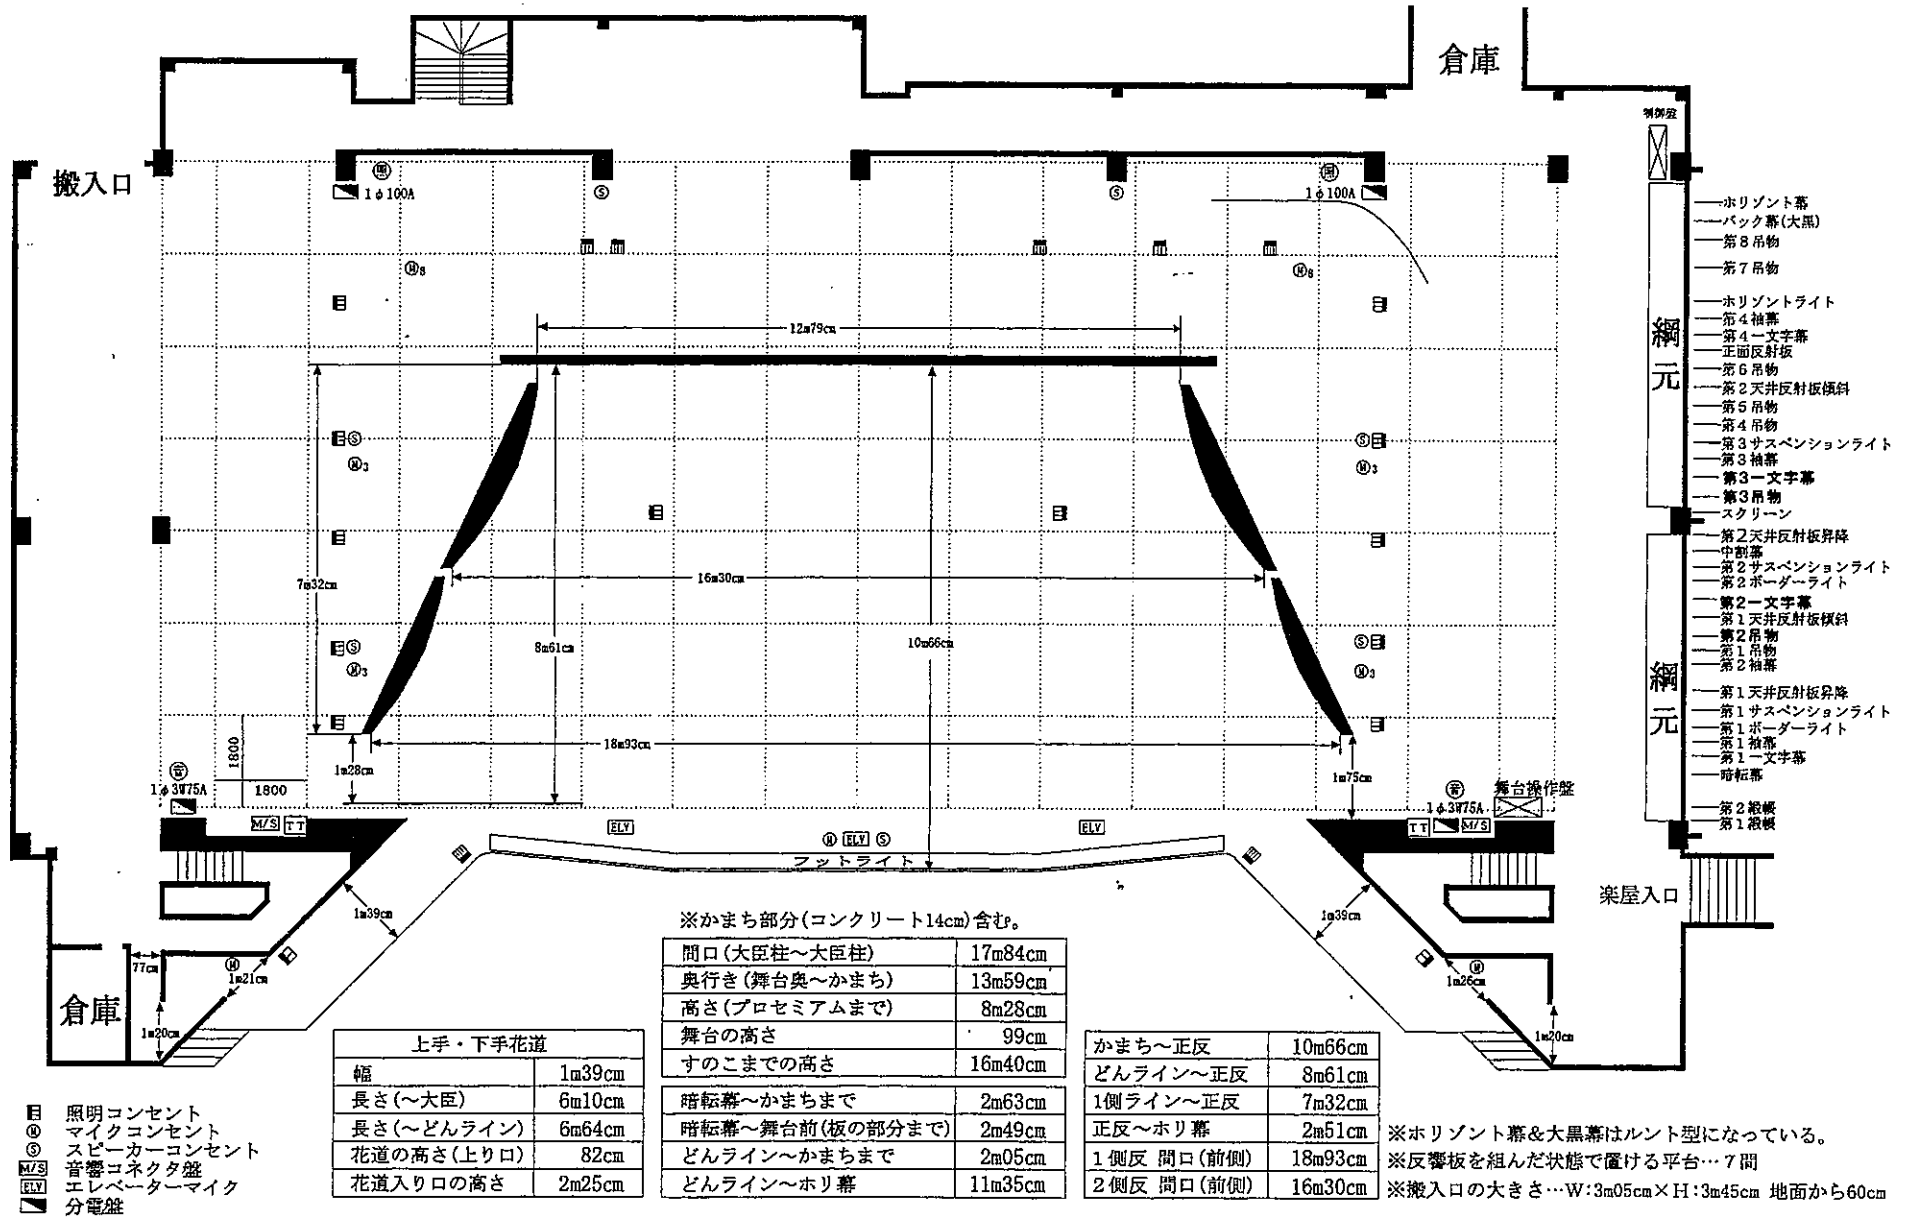 倉庫
制御盤
搬入口
照
1φ100A
S
S
照
1φ100A
M8
M8
12m79cm
ホリゾント幕
バック幕(大黒)
第8吊物
第7吊物
ホリゾントライト
第4袖幕
第4一文字幕
正面反射板
第6吊物
第2天井反射板傾斜
第5吊物
第4吊物
第3サスペンションライト
第3袖幕
第3一文字幕
第3吊物
スクリーン
第2天井反射板昇降
中割幕
第2サスペンションライト
第2ボーダーライト
第2一文字幕
第1天井反射板傾斜
第2吊物
第1吊物
第2袖幕
第1天井反射板昇降
第1サスペンションライト
第1ボーダーライト
第1袖幕
第1一文字幕
暗転幕
第2緞帳
第1緞帳
綱元
綱元
S
M3
S
M3
7m32cm
16m30cm
8m61cm
10m66cm
S
M3
S
M3
18m93cm
1m28cm
1m75cm
1800
1800
音
1φ3W75A
M/S
TT
ELV
M ELV S
ELV
フットライト
音
1φ3W75A
舞台操作盤
TT
M/S
楽屋入口
1m39cm
1m39cm
77cm
M
1m21cm
倉庫
1m20cm
M
1m26cm
1m20cm
※かまち部分(コンクリート14cm)含む。
間口(大臣柱～大臣柱) 17m84cm
奥行き(舞台奥～かまち) 13m59cm
高さ(プロセミアムまで) 8m28cm
舞台の高さ 99cm
すのこまでの高さ 16m40cm
上手・下手花道
幅 1m39cm
長さ(～大臣) 6m10cm
長さ(～どんライン) 6m64cm
花道の高さ(上り口) 82cm
花道入り口の高さ 2m25cm
暗転幕～かまちまで 2m63cm
暗転幕～舞台前(板の部分まで) 2m49cm
どんライン～かまちまで 2m05cm
どんライン～ホリ幕 11m35cm
かまち～正反 10m66cm
どんライン～正反 8m61cm
1側ライン～正反 7m32cm
正反～ホリ幕 2m51cm
1側反 間口(前側) 18m93cm
2側反 間口(前側) 16m30cm
※ホリゾント幕&大黒幕はルント型になっている。
※反響板を組んだ状態で置ける平台…7間
※搬入口の大きさ…W:3m05cm×H:3m45cm 地面から60cm
照明コンセント
M マイクコンセント
S スピーカーコンセント
M/S 音響コネクタ盤
ELV エレベーターマイク
分電盤